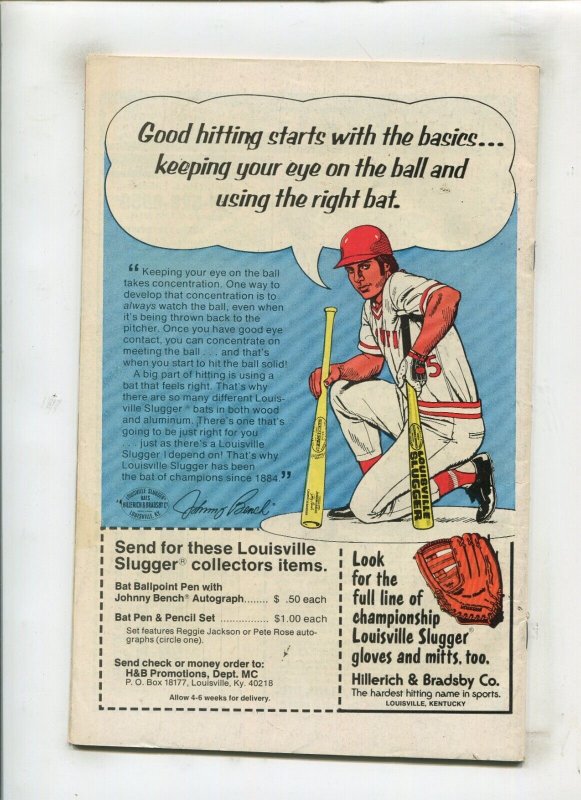 Good hitting starts with the basics...
keeping your eye on the ball and
using the right bat.
“ Keeping your eye on the ball
takes concentration. One way to
develop that concentration is to
always watch the ball, even when
it's being thrown back to the
pitcher. Once you have good eye
contact, you can concentrate on
meeting the ball . . . and that's
when you start to hit the ball solid!
A big part of hitting is using a
bat that feels right. That's why
there are so many different Louis-
ville Slugger® bats in both wood
and aluminum. There's one that's
going to be just right for you
. . . just as there's a Louisville
Slugger I depend on! That's why
Louisville Slugger has been
the bat of champions since 1884.”
LOUISVILLE SLUGGER
BATS
HILLERICH & BRADSBY CO
LOUISVILLE, KY.
Johnny Bench
5
LOUISVILLE
SLUGGER
Send for these Louisville
Slugger® collectors items.
Bat Ballpoint Pen with
Johnny Bench® Autograph........ $ .50 each
Bat Pen & Pencil Set ................ $1.00 each
Set features Reggie Jackson or Pete Rose auto-
graphs (circle one).
Send check or money order to:
H&B Promotions, Dept. MC
P. O. Box 18177, Louisville, Ky. 40218
Allow 4-6 weeks for delivery.
Look
for the
full line of
championship
Louisville Slugger®
gloves and mitts, too.
Hillerich & Bradsby Co.
The hardest hitting name in sports.
LOUISVILLE, KENTUCKY